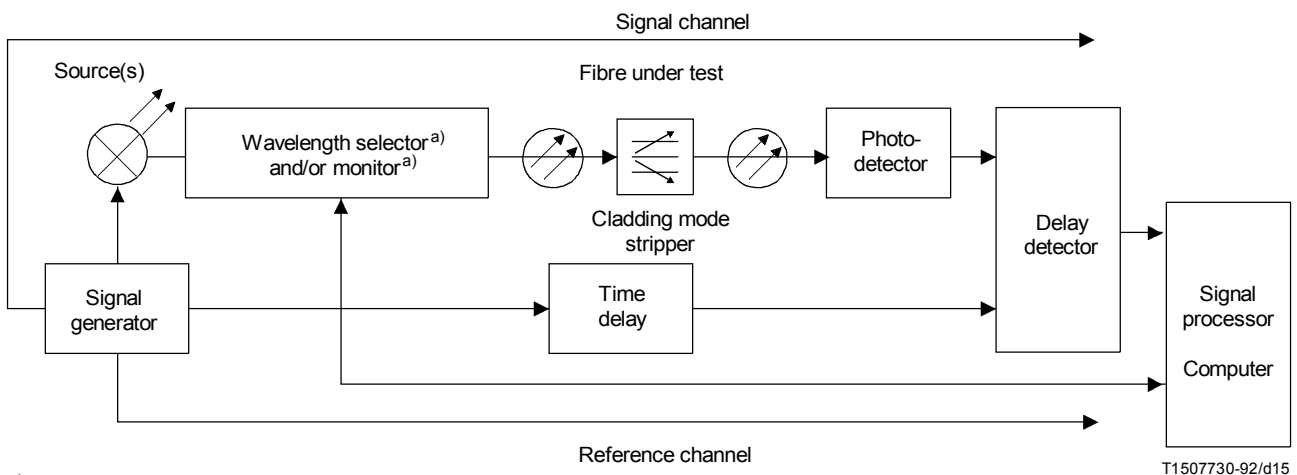 Signal channel
Source(s)
Fibre under test
Wavelength selector a)
and/or monitor a)
Photo-
detector
Cladding mode
stripper
Delay
detector
Signal
generator
Time
delay
Signal
processor
Computer
Reference channel
T1507730-92/d15